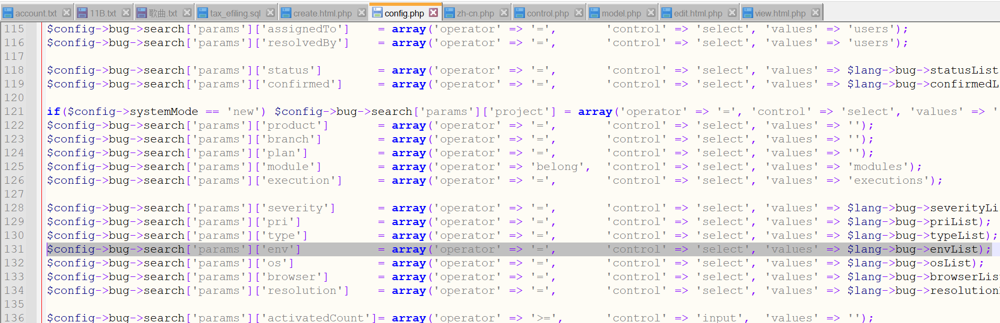 account.txt 11B.txt 歌曲.txt tax_efiling.sql create.html.php config.php zh-cn.php control.php model.php edit.html.php view.html.php
115 $config->bug->search['params']['assignedTo'] = array('operator' => '=', 'control' => 'select', 'values' => 'users');
116 $config->bug->search['params']['resolvedBy'] = array('operator' => '=', 'control' => 'select', 'values' => 'users');
117
118 $config->bug->search['params']['status'] = array('operator' => '=', 'control' => 'select', 'values' => $lang->bug->statusList
119 $config->bug->search['params']['confirmed'] = array('operator' => '=', 'control' => 'select', 'values' => $lang->bug->confirmedL
120
121 if($config->systemMode == 'new') $config->bug->search['params']['project'] = array('operator' => '=', 'control' => 'select', 'values' => '
122 $config->bug->search['params']['product'] = array('operator' => '=', 'control' => 'select', 'values' => '');
123 $config->bug->search['params']['branch'] = array('operator' => '=', 'control' => 'select', 'values' => '');
124 $config->bug->search['params']['plan'] = array('operator' => '=', 'control' => 'select', 'values' => '');
125 $config->bug->search['params']['module'] = array('operator' => 'belong', 'control' => 'select', 'values' => 'modules');
126 $config->bug->search['params']['execution'] = array('operator' => '=', 'control' => 'select', 'values' => 'executions');
127
128 $config->bug->search['params']['severity'] = array('operator' => '=', 'control' => 'select', 'values' => $lang->bug->severityLi
129 $config->bug->search['params']['pri'] = array('operator' => '=', 'control' => 'select', 'values' => $lang->bug->priList);
130 $config->bug->search['params']['type'] = array('operator' => '=', 'control' => 'select', 'values' => $lang->bug->typeList);
131 $config->bug->search['params']['env'] = array('operator' => '=', 'control' => 'select', 'values' => $lang->bug->envList);
132 $config->bug->search['params']['os'] = array('operator' => '=', 'control' => 'select', 'values' => $lang->bug->osList);
133 $config->bug->search['params']['browser'] = array('operator' => '=', 'control' => 'select', 'values' => $lang->bug->browserLis
134 $config->bug->search['params']['resolution'] = array('operator' => '=', 'control' => 'select', 'values' => $lang->bug->resolution
135
136 $config->bug->search['params']['activatedCount']= array('operator' => '>=', 'control' => 'input', 'values' => '');